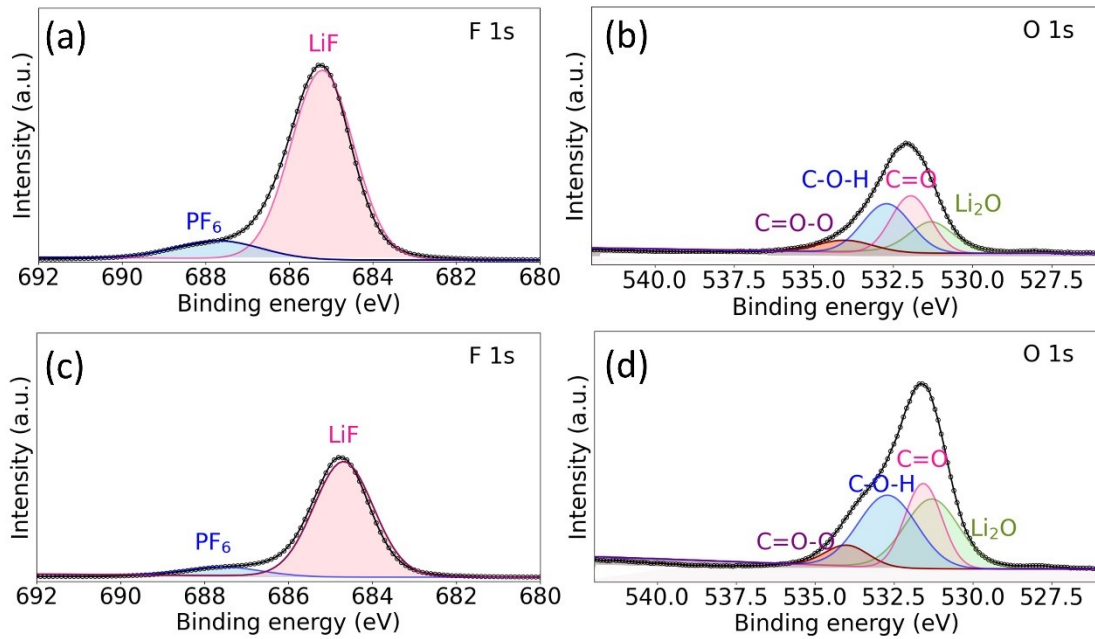 (a)
F 1s
LiF
PF6
Intensity (a.u.)
692 690 688 686 684 682 680
Binding energy (eV)
(b)
O 1s
C-O-H
C=O
Li2O
C=O-O
Intensity (a.u.)
540.0 537.5 535.0 532.5 530.0 527.5
Binding energy (eV)
(c)
F 1s
LiF
PF6
Intensity (a.u.)
692 690 688 686 684 682 680
Binding energy (eV)
(d)
O 1s
C=O
C-O-H
Li2O
C=O-O
Intensity (a.u.)
540.0 537.5 535.0 532.5 530.0 527.5
Binding energy (eV)